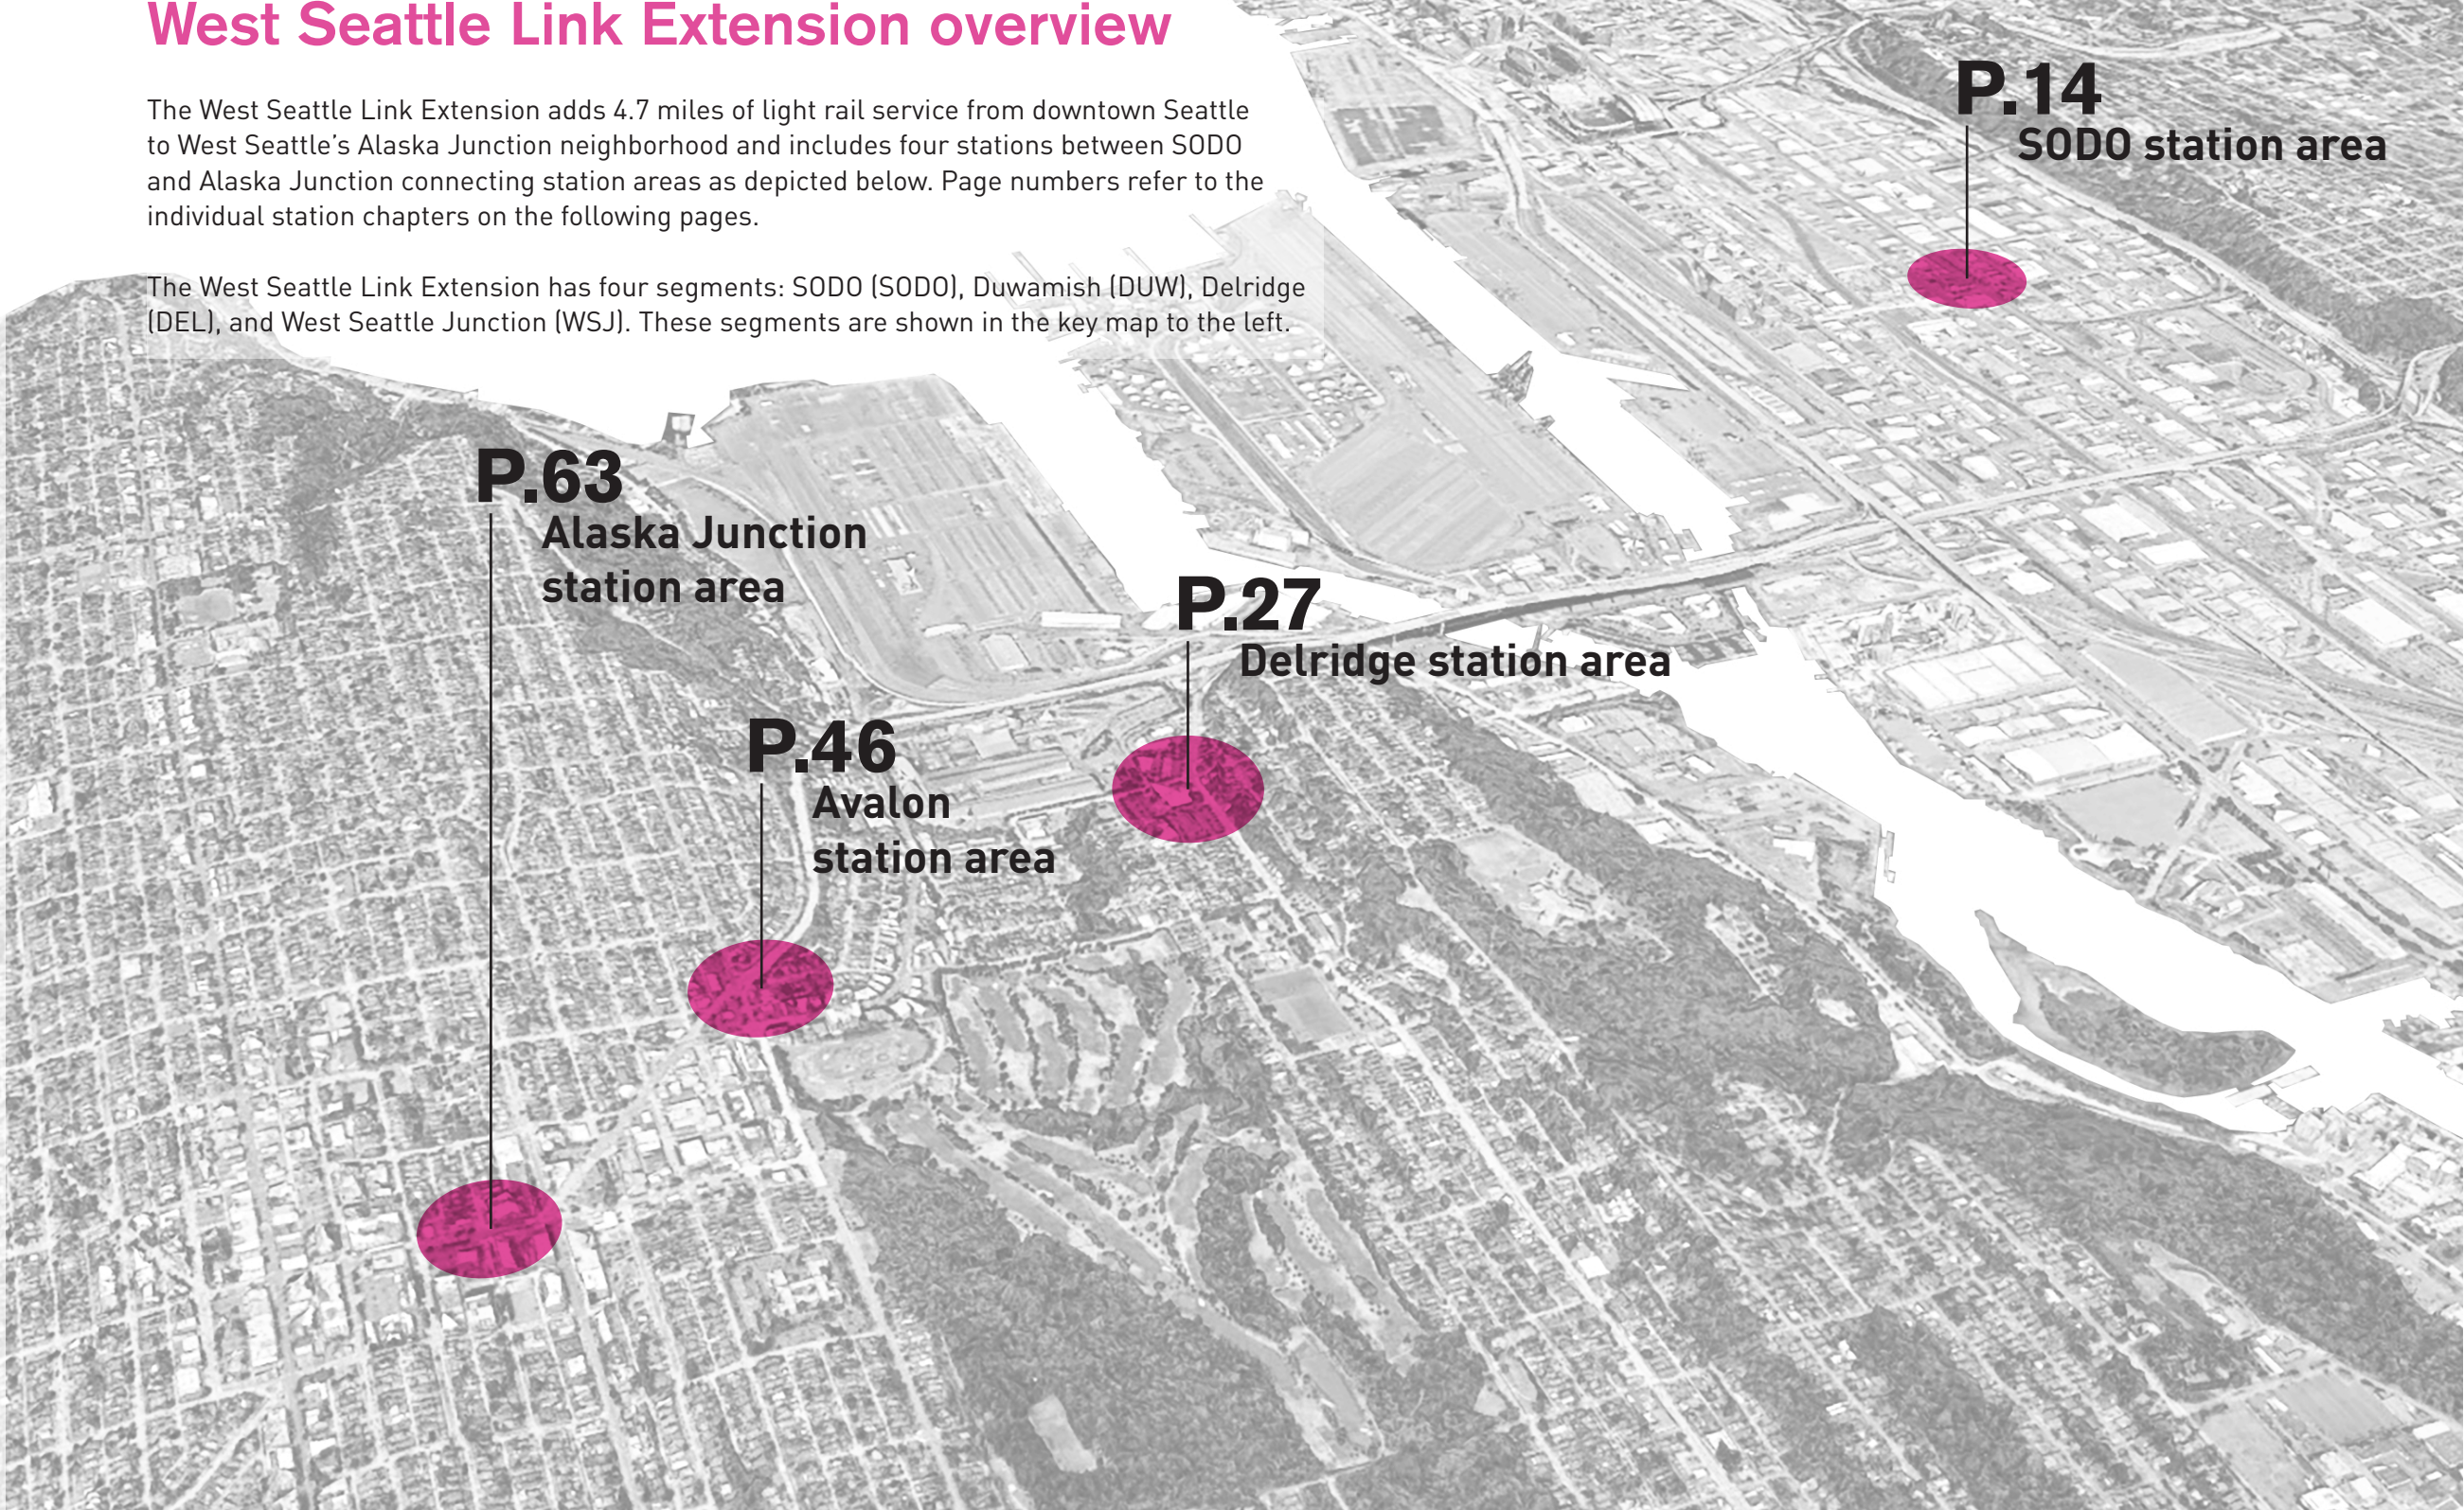 West Seattle Link Extension overview
The West Seattle Link Extension adds 4.7 miles of light rail service from downtown Seattle
to West Seattle’s Alaska Junction neighborhood and includes four stations between SODO
and Alaska Junction connecting station areas as depicted below. Page numbers refer to the
individual station chapters on the following pages.
The West Seattle Link Extension has four segments: SODO (SODO), Duwamish (DUW), Delridge
(DEL), and West Seattle Junction (WSJ). These segments are shown in the key map to the left.
P.14
SODO station area
P.63
Alaska Junction
station area
P.27
Delridge station area
P.46
Avalon
station area